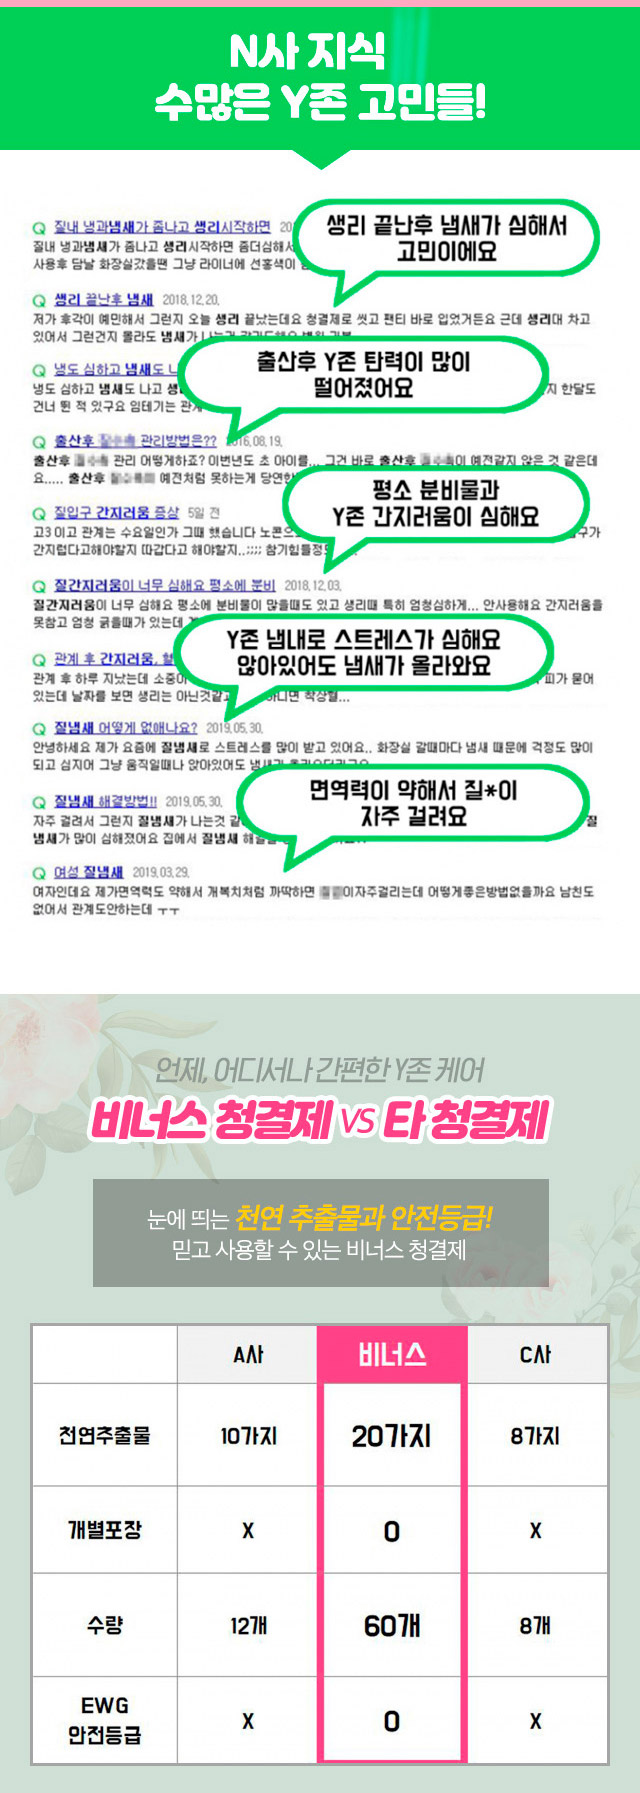 N사 지식
수많은 Y존 고민들!
생리 끝난후 냄새가 심해서
고민이에요
질내 냉과냄새가 좀나고 생리시작하면 20
질내 냉과냄새가 좀나고 생리시작하면 좀더심해서
사용후 담날 화장실갔을땐 그냥 라이너에 선홍색이
생리 끝난후 냄새 2018.12.20.
저가 후각이 예민해서 그런지 오늘 생리 끝났는데요 청결제로 씻고 팬티 바로 입었거든요 근데 생리대 차고
있어서 그런건지 몰라도 냄새가
출산후 Y존 탄력이 많이
떨어졌어요
냉도 심하고 냄새도 나
냉도 심하고 냄새도 나고 생 지 한달도
건너 뛴 적 있구요 임테기는 관계
출산후 관리방법은?? 2016.08.19.
출산후 관리 어떻게하죠? 이번년도 초 아이를... 그건 바로 출산후 이 예전같지 않은 것 같은데
요..... 출산후 예전처럼 못하는게 당연한
평소 분비물과
Y존 간지러움이 심해요
질입구 간지러움 증상 5일 전
고3이고 관계는 수요일인가 그때 했습니다 노콘으로 구가
간지럽다고해야할지 따갑다고 해야할지..;;;; 참기힘들정도
질간지러움이 너무 심해요 평소에 분비 2018.12.03.
질간지러움이 너무 심해요 평소에 분비물이 많을때도 있고 생리때 특히 엄청심하게... 안사용해요 간지러움을
못참고 엄청 긁을때가 있는데
Y존 냄내로 스트레스가 심해요
앉아있어도 냄새가 올라와요
관계 후 간지러움,
관계 후 하루 지났는데 소중이 피가 묻어
있는데 날짜를 보면 생리는 아닌것같고 아니면 착상혈...
질냄새 어떻게 없애나요? 2019.05.30.
안녕하세요 제가 요즘에 질냄새로 스트레스를 많이 받고 있어요.. 화장실 갈때마다 냄새 때문에 걱정도 많이
되고 심지어 그냥 움직일때나 앉아있어도 냄새가
면역력이 약해서 질*이
자주 걸려요
질냄새 해결방법!! 2019.05.30.
자주 걸려서 그런지 질냄새가 나는것 같 질
냄새가 많이 심해졌어요 집에서 질냄새 해결
여성 질냄새 2019.03.29.
여자인데요 제가면역력도 약해서 개복치처럼 까딱하면 이자주걸리는데 어떻게좋은방법없을까요 남친도
없어서 관계도안하는데 ㅜㅜ
언제, 어디서나 간편한 Y존 케어
비너스 청결제 VS 타 청결제
눈에 띄는 천연 추출물과 안전등급!
믿고 사용할 수 있는 비너스 청결제
A사 비너스 C사
천연추출물 10가지 20가지 8가지
개별포장 X O X
수량 12개 60개 8개
EWG
안전등급 X O X